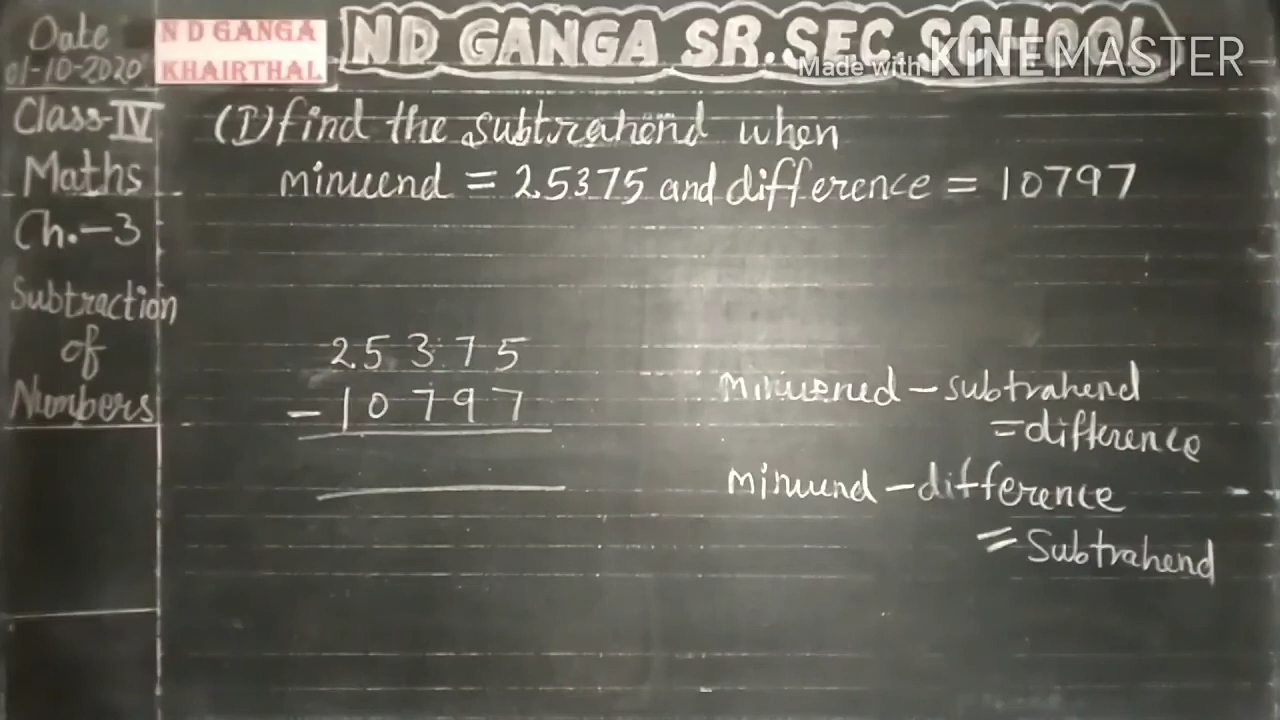 Date
01-10-2020
N D GANGA
KHAIRTHAL
ND GANGA SR.SEC. SCHOOL
Made with KINEMASTER
Class-IV
Maths
Ch.-3
Subtraction
of
Numbers
(1) find the subtrahend when
minuend = 25375 and difference = 10797
25375
- 10797
minuened - subtrahend
= difference
minuend - difference
= Subtrahend